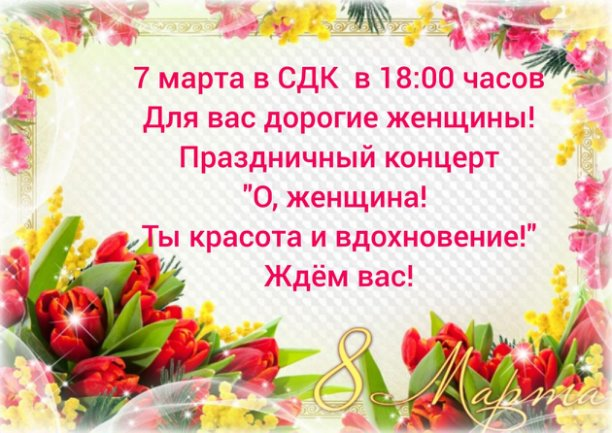 7 марта в СДК в 18:00 часов
Для вас дорогие женщины!
Праздничный концерт
"О, женщина!
Ты красота и вдохновение!"
Ждём вас!
8 Марта